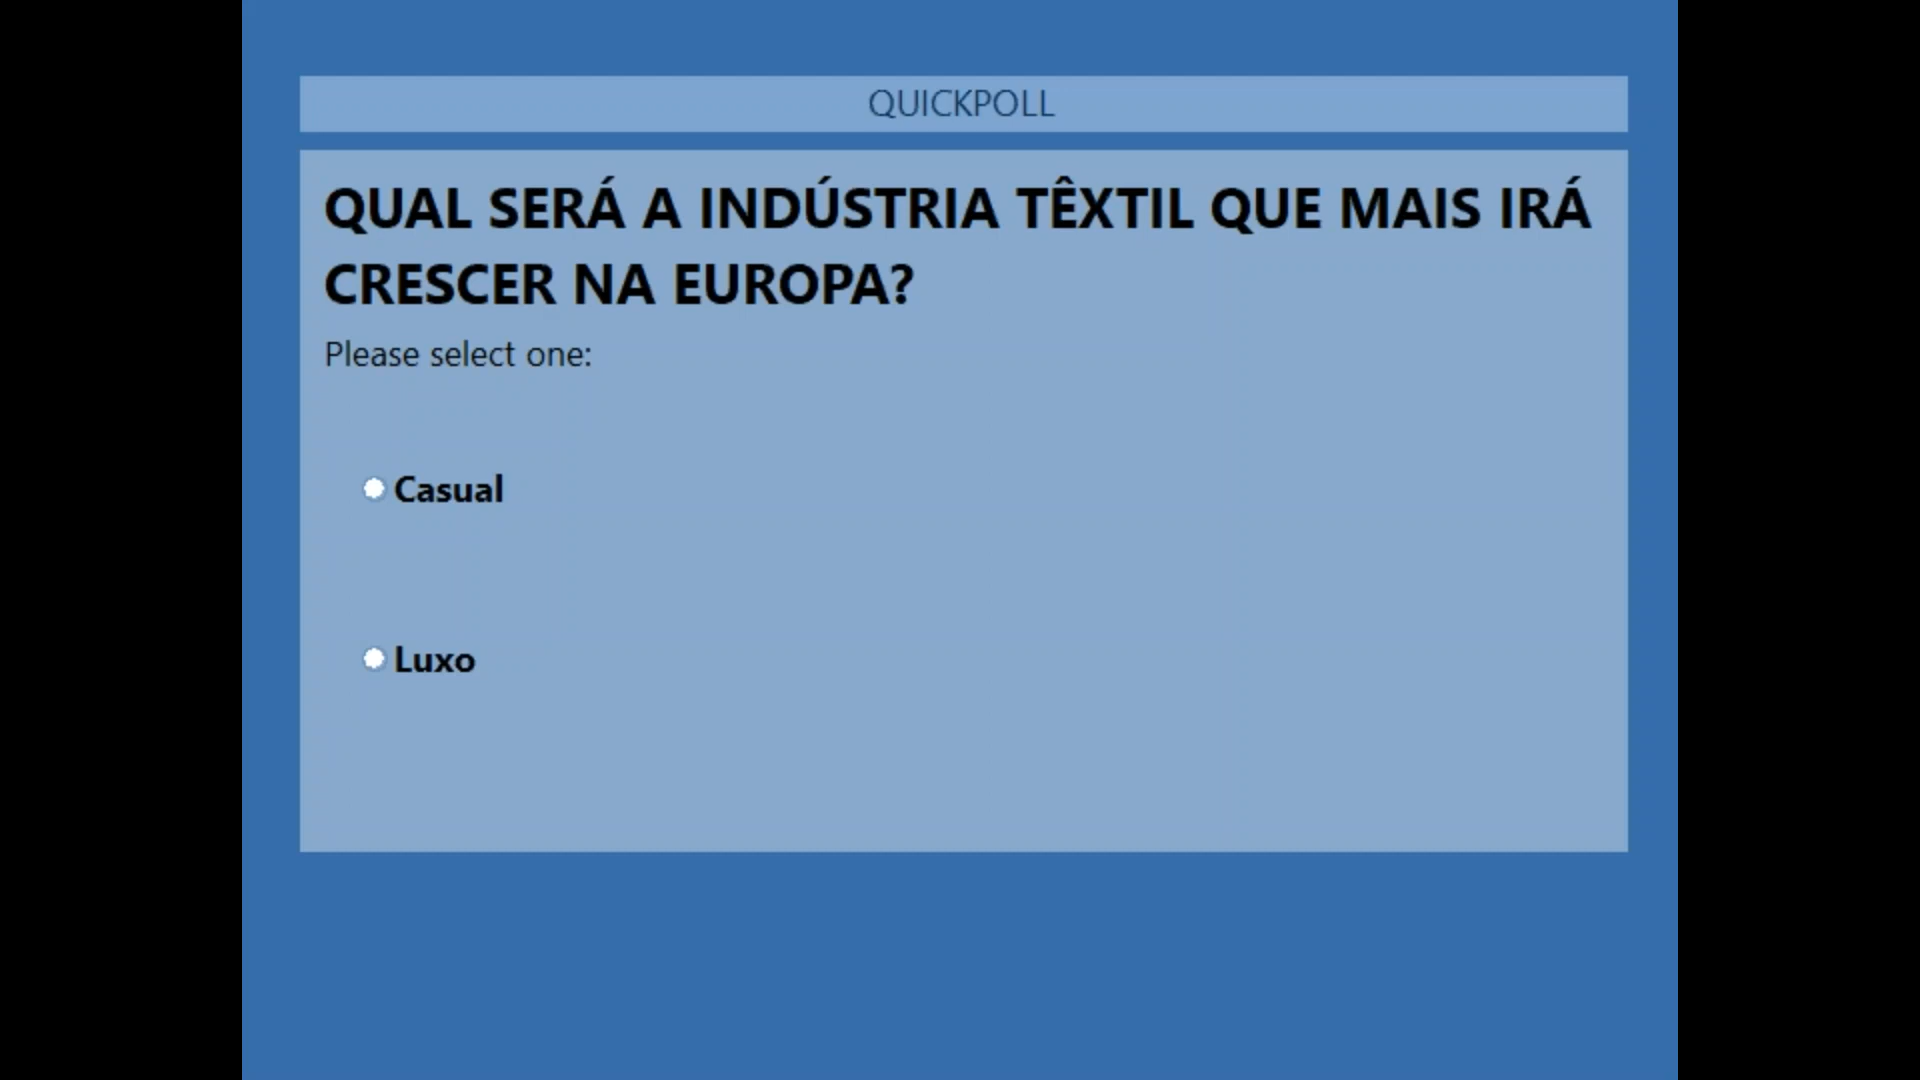 QUICKPOLL
QUAL SERÁ A INDÚSTRIA TÊXTIL QUE MAIS IRÁ
CRESCER NA EUROPA?
Please select one:
Casual
Luxo